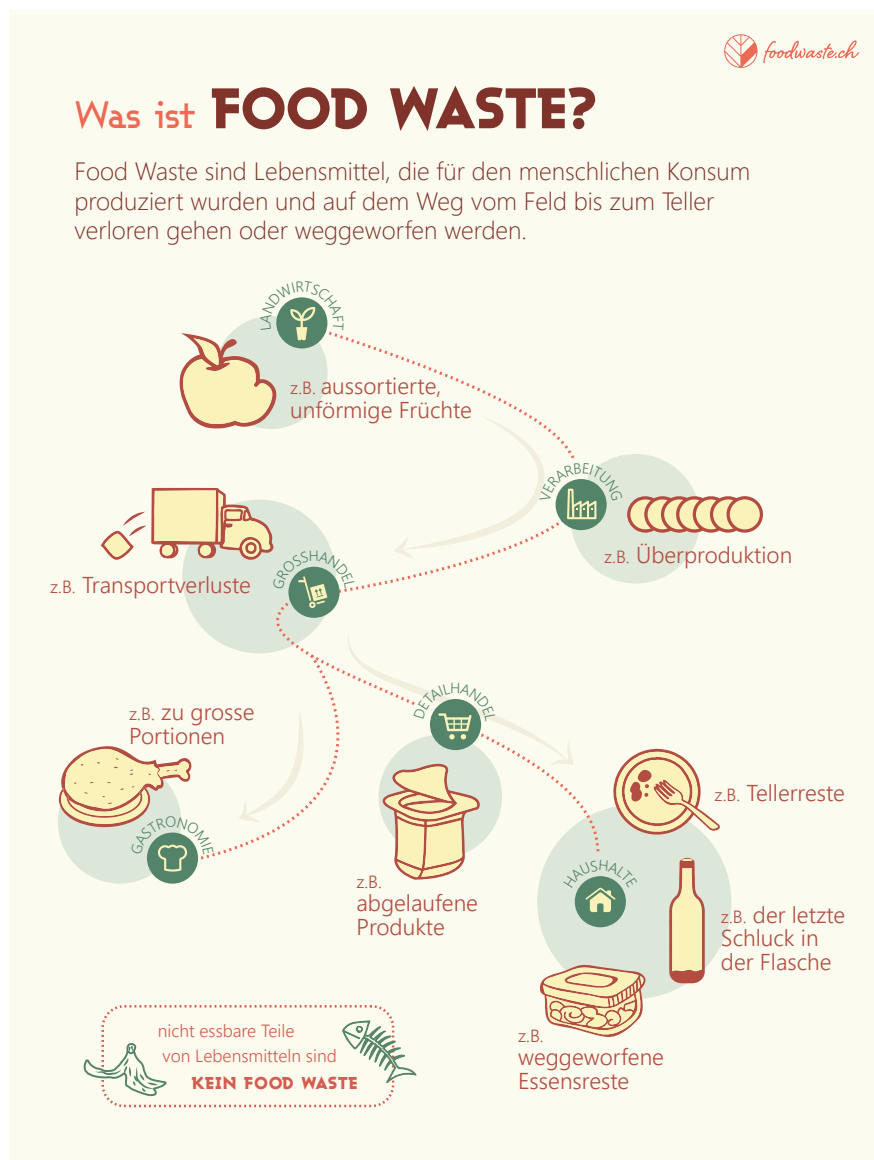 foodwaste.ch
Was ist FOOD WASTE?
Food Waste sind Lebensmittel, die für den menschlichen Konsum
produziert wurden und auf dem Weg vom Feld bis zum Teller
verloren gehen oder weggeworfen werden.
LANDWIRTSCHAFT
z.B. aussortierte,
unförmige Früchte
VERARBEITUNG
z.B. Überproduktion
GROSSHANDEL
z.B. Transportverluste
DETAILHANDEL
z.B.
abgelaufene
Produkte
z.B. zu grosse
Portionen
GASTRONOMIE
HAUSHALTE
z.B. Tellerreste
z.B. der letzte
Schluck in
der Flasche
z.B.
weggeworfene
Essensreste
nicht essbare Teile
von Lebensmitteln sind
KEIN FOOD WASTE